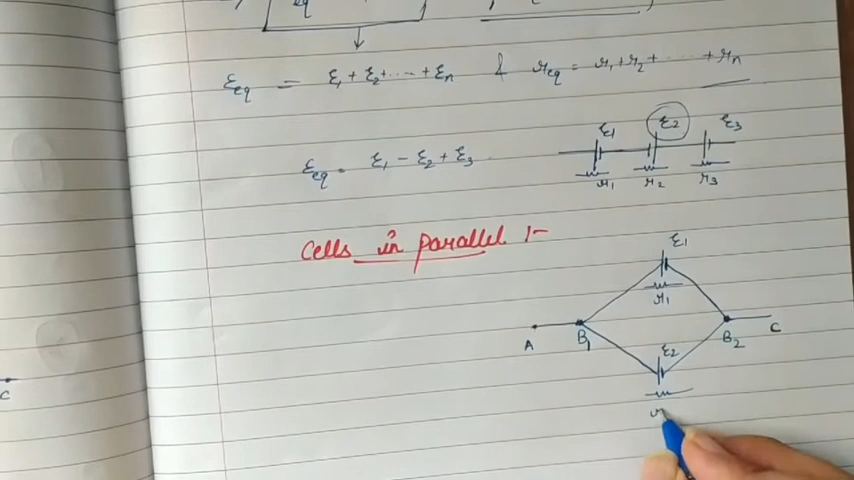 εeq = ε1 + ε2 + .... + εn & req = r1 + r2 + ...... + rn
εeq = ε1 - ε2 + ε3
ε1 ε2 ε3
r1 r2 r3
Cells in parallel :-
ε1
r1
A B1 B2 C
ε2
r
C